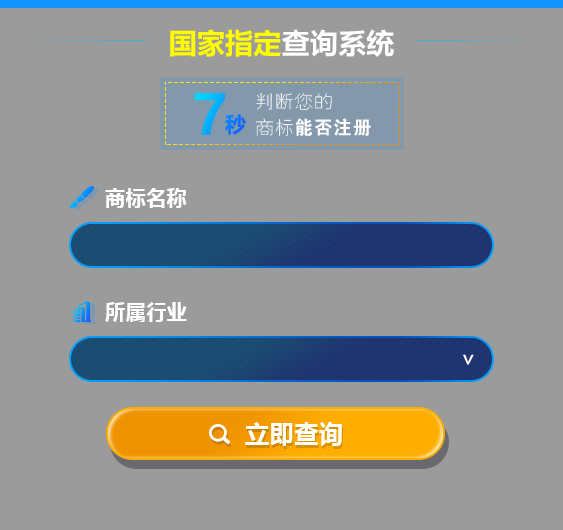 国家指定查询系统
7秒
判断您的
商标能否注册
商标名称
所属行业
立即查询